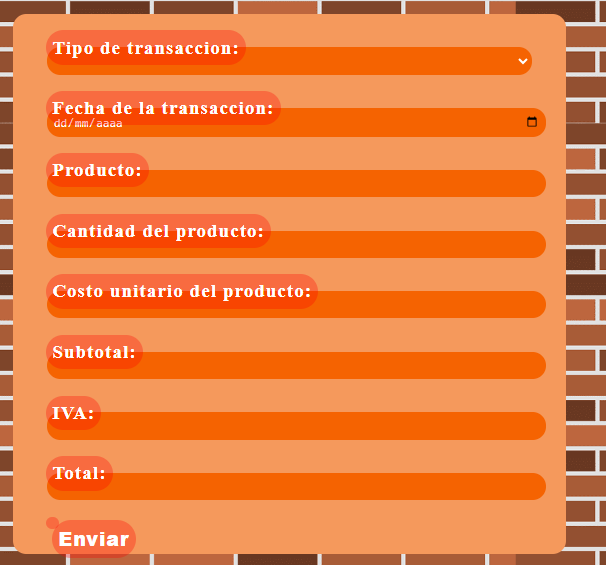 Tipo de transaccion:
Fecha de la transaccion:
dd/mm/aaaa
Producto:
Cantidad del producto:
Costo unitario del producto:
Subtotal:
IVA:
Total:
Enviar